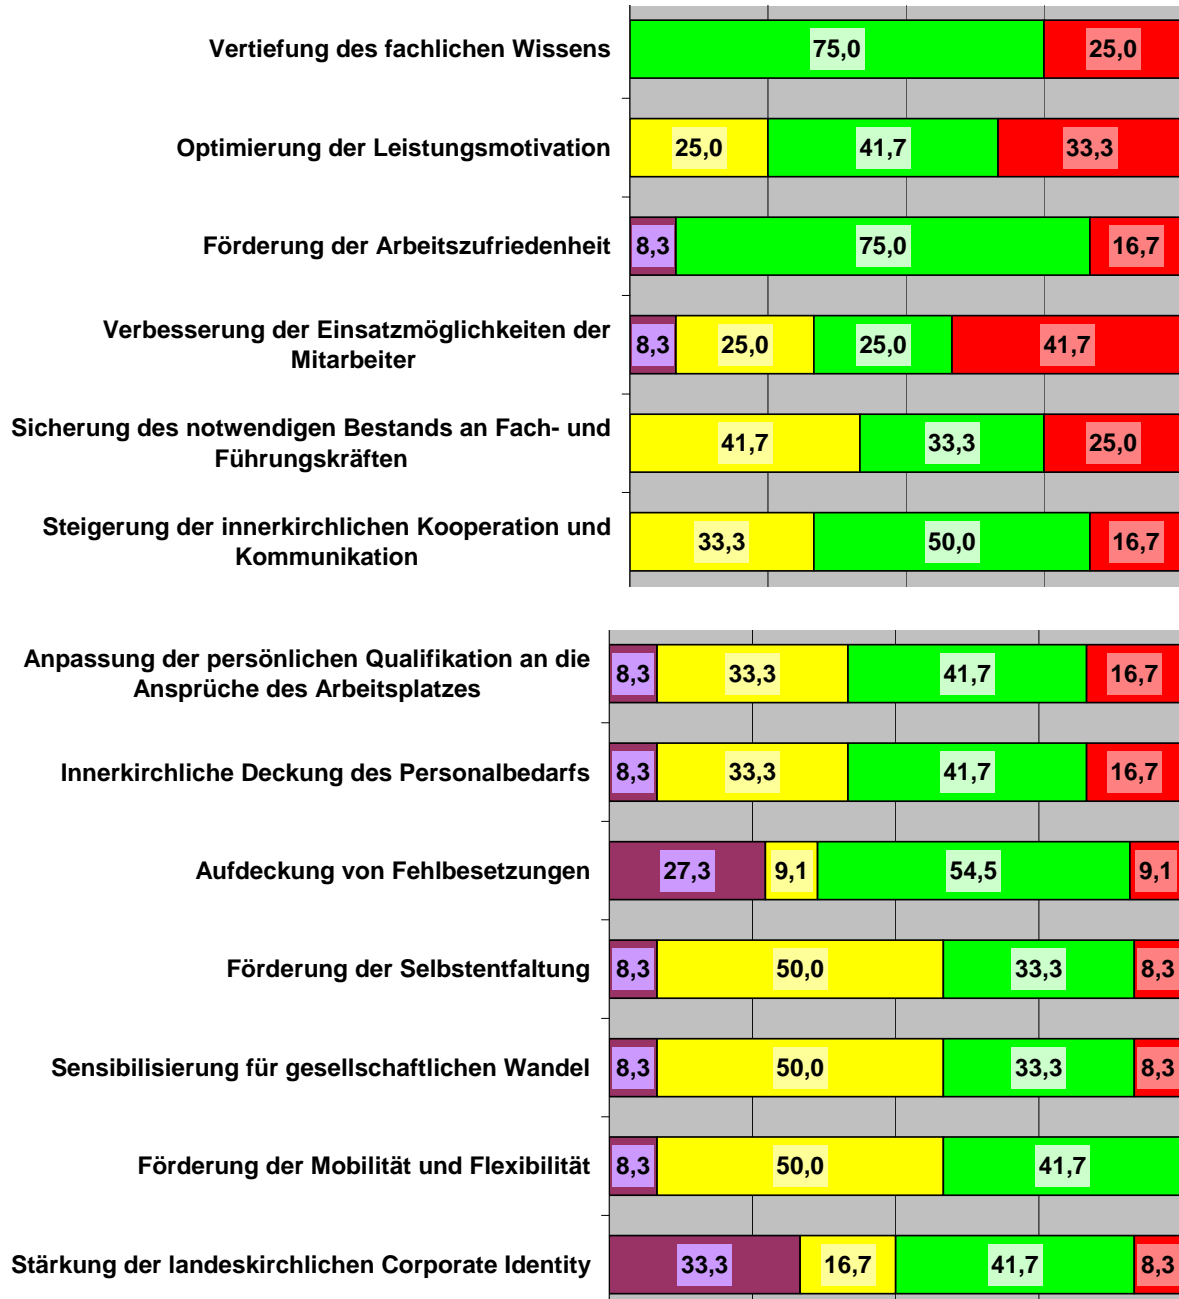 Vertiefung des fachlichen Wissens
75,0 25,0
Optimierung der Leistungsmotivation
25,0 41,7 33,3
Förderung der Arbeitszufriedenheit
8,3 75,0 16,7
Verbesserung der Einsatzmöglichkeiten der
Mitarbeiter
8,3 25,0 25,0 41,7
Sicherung des notwendigen Bestands an Fach- und
Führungskräften
41,7 33,3 25,0
Steigerung der innerkirchlichen Kooperation und
Kommunikation
33,3 50,0 16,7
Anpassung der persönlichen Qualifikation an die
Ansprüche des Arbeitsplatzes
8,3 33,3 41,7 16,7
Innerkirchliche Deckung des Personalbedarfs
8,3 33,3 41,7 16,7
Aufdeckung von Fehlbesetzungen
27,3 9,1 54,5 9,1
Förderung der Selbstentfaltung
8,3 50,0 33,3 8,3
Sensibilisierung für gesellschaftlichen Wandel
8,3 50,0 33,3 8,3
Förderung der Mobilität und Flexibilität
8,3 50,0 41,7
Stärkung der landeskirchlichen Corporate Identity
33,3 16,7 41,7 8,3